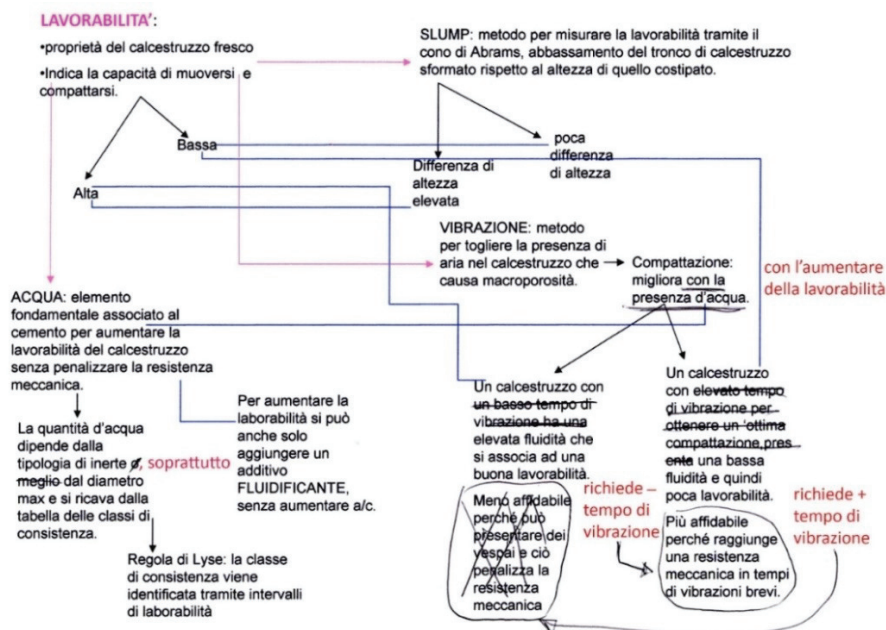 LAVORABILITA’:
•proprietà del calcestruzzo fresco
•Indica la capacità di muoversi e
compattarsi.
SLUMP: metodo per misurare la lavorabilità tramite il
cono di Abrams, abbassamento del tronco di calcestruzzo
sformato rispetto al altezza di quello costipato.
Bassa
Alta
Differenza di
altezza
elevata
poca
differenza
di altezza
VIBRAZIONE: metodo
per togliere la presenza di
aria nel calcestruzzo che
causa macroporosità.
Compattazione:
migliora con la
presenza d’acqua.
con l’aumentare
della lavorabilità
ACQUA: elemento
fondamentale associato al
cemento per aumentare la
lavorabilità del calcestruzzo
senza penalizzare la resistenza
meccanica.
La quantità d’acqua
dipende dalla
tipologia di inerte o, soprattutto
meglio dal diametro
max e si ricava dalla
tabella delle classi di
consistenza.
Per aumentare la
laborabilità si può
anche solo
aggiungere un
additivo
FLUIDIFICANTE,
senza aumentare a/c.
Regola di Lyse: la classe
di consistenza viene
identificata tramite intervalli
di laborabilità
Un calcestruzzo con
un basso tempo di
vibrazione ha una
elevata fluidità che
si associa ad una
buona lavorabilità.
Meno affidabile
perché può
presentare dei
vespai e ciò
penalizza la
resistenza
meccanica
richiede –
tempo di
vibrazione
Un calcestruzzo
con elevato tempo
di vibrazione per
ottenere un ‘ottima
compattazione,pres
enta una bassa
fluidità e quindi
poca lavorabilità.
Più affidabile
perché raggiunge
una resistenza
meccanica in tempi
di vibrazioni brevi.
richiede +
tempo di
vibrazione